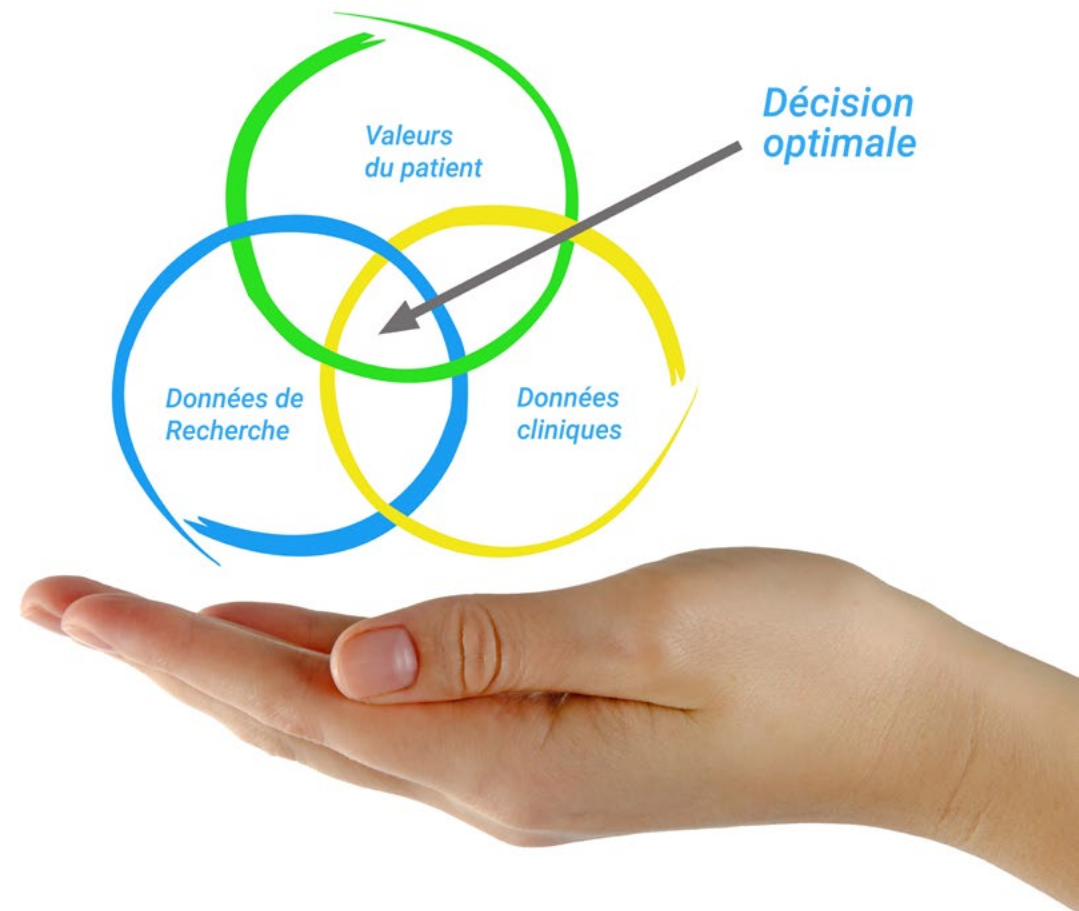 Valeurs
du patient
Décision
optimale
Données de
Recherche
Données
cliniques